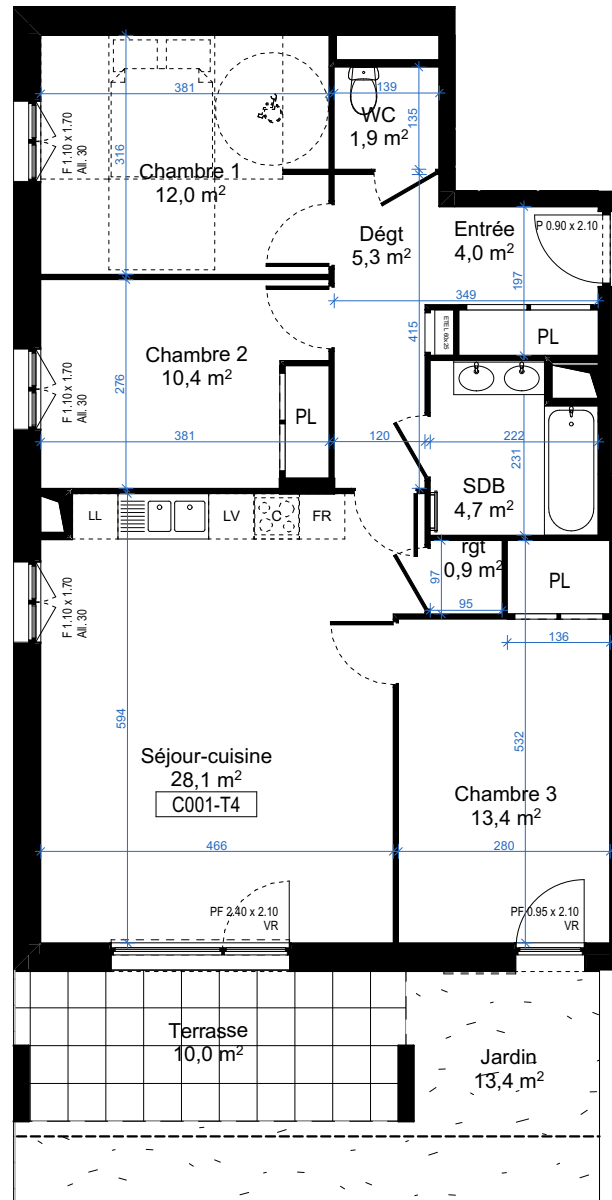 381
139
WC
1,9 m²
135
F 1.10 x 1.70
All. 30
316
Chambre 1
12,0 m²
Dégt
5,3 m²
Entrée
4,0 m²
P 0.90 x 2.10
197
349
415
ETEL 60x25
PL
Chambre 2
10,4 m²
F 1.10 x 1.70
All. 30
276
PL
381
120
222
231
SDB
4,7 m²
LL
LV
C
FR
rgt
0,9 m²
97
95
PL
136
F 1.10 x 1.70
All. 30
594
532
Séjour-cuisine
28,1 m²
C001-T4
Chambre 3
13,4 m²
466
280
PF 2.40 x 2.10
VR
PF 0.95 x 2.10
VR
Terrasse
10,0 m²
Jardin
13,4 m²